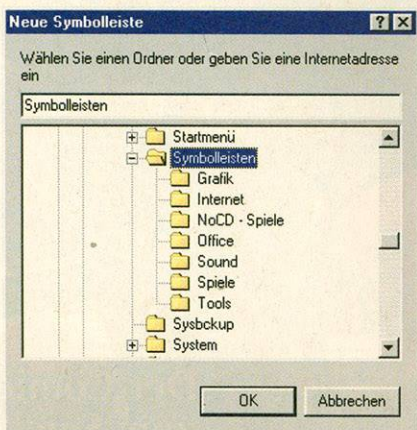 Neue Symbolleiste
Wählen Sie einen Ordner oder geben Sie eine Internetadresse
ein
Symbolleisten
Startmenü
Symbolleisten
Grafik
Internet
NoCD - Spiele
Office
Sound
Spiele
Tools
Sysbckup
System
OK
Abbrechen